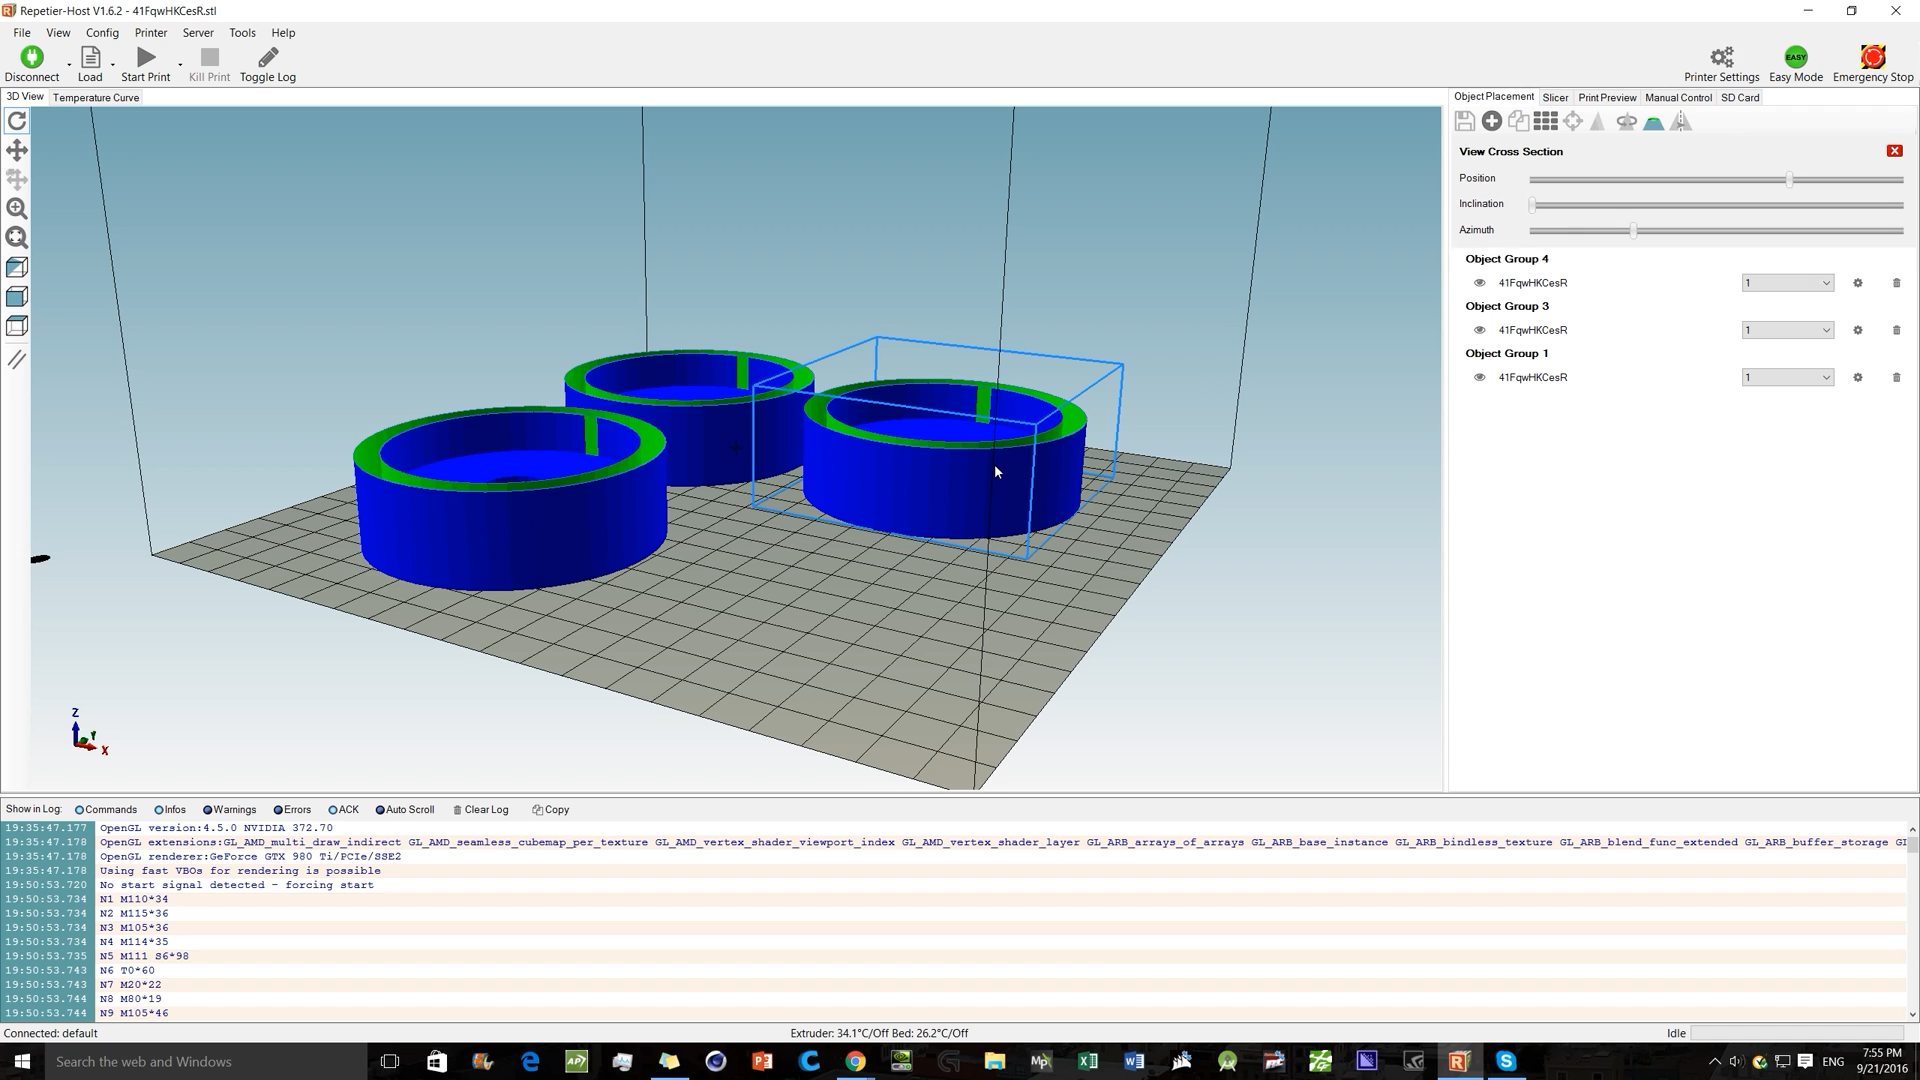 Repetier-Host V1.6.2 - 41FqwHKCesR.stl
File View Config Printer Server Tools Help
Disconnect Load Start Print Kill Print Toggle Log Printer Settings EASY Easy Mode Emergency Stop
3D View Temperature Curve
Object Placement Slicer Print Preview Manual Control SD Card
View Cross Section
Position
Inclination
Azimuth
Object Group 4
41FqwHKCesR 1
Object Group 3
41FqwHKCesR 1
Object Group 1
41FqwHKCesR 1
Z
Y
X
Show in Log: Commands Infos Warnings Errors ACK Auto Scroll Clear Log Copy
19:35:47.177 OpenGL version:4.5.0 NVIDIA 372.70
19:35:47.178 OpenGL extensions:GL_AMD_multi_draw_indirect GL_AMD_seamless_cubemap_per_texture GL_AMD_vertex_shader_viewport_index GL_AMD_vertex_shader_layer GL_ARB_arrays_of_arrays GL_ARB_base_instance GL_ARB_bindless_texture GL_ARB_blend_func_extended GL_ARB_buffer_storage
19:35:47.178 OpenGL renderer:GeForce GTX 980 Ti/PCIe/SSE2
19:35:47.178 Using fast VBOs for rendering is possible
19:50:53.720 No start signal detected - forcing start
19:50:53.734 N1 M110*34
19:50:53.734 N2 M115*36
19:50:53.734 N3 M105*36
19:50:53.734 N4 M114*35
19:50:53.735 N5 M111 S6*98
19:50:53.743 N6 T0*60
19:50:53.743 N7 M20*22
19:50:53.744 N8 M80*19
19:50:53.744 N9 M105*46
Connected: default Extruder: 34.1°C/Off Bed: 26.2°C/Off Idle
Search the web and Windows ENG 7:55 PM
9/21/2016